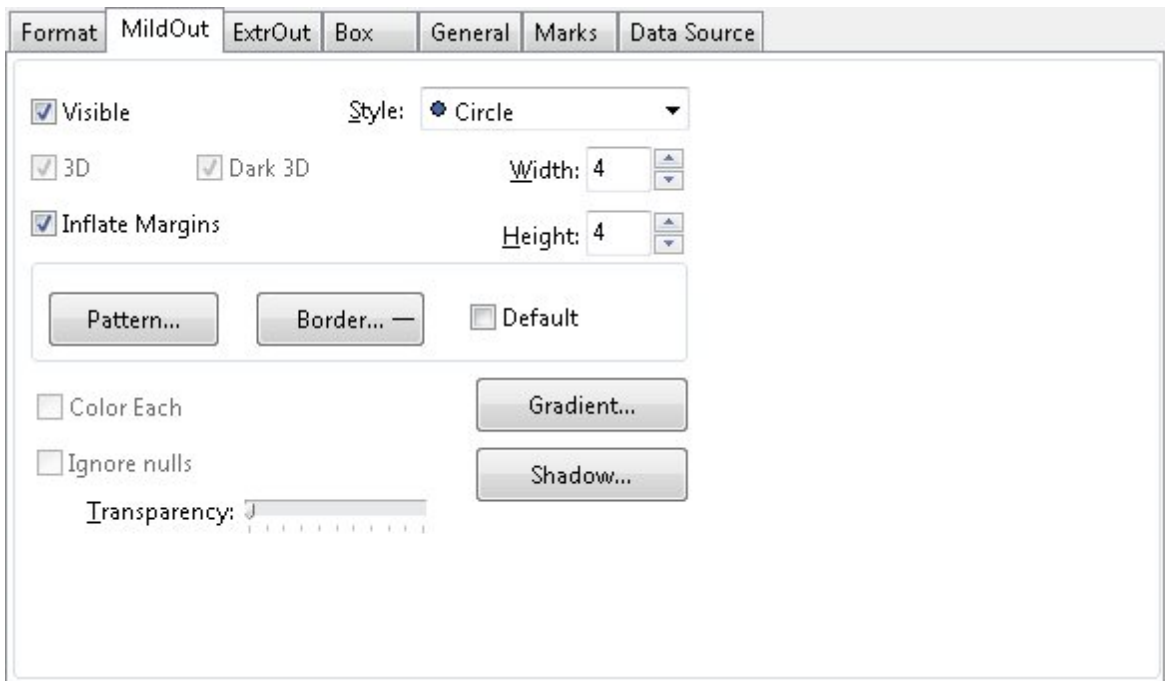 Format MildOut ExtrOut Box General Marks Data Source
Visible Style: Circle
3D Dark 3D Width: 4
Inflate Margins Height: 4
Pattern... Border... Default
Color Each Gradient...
Ignore nulls Shadow...
Transparency: